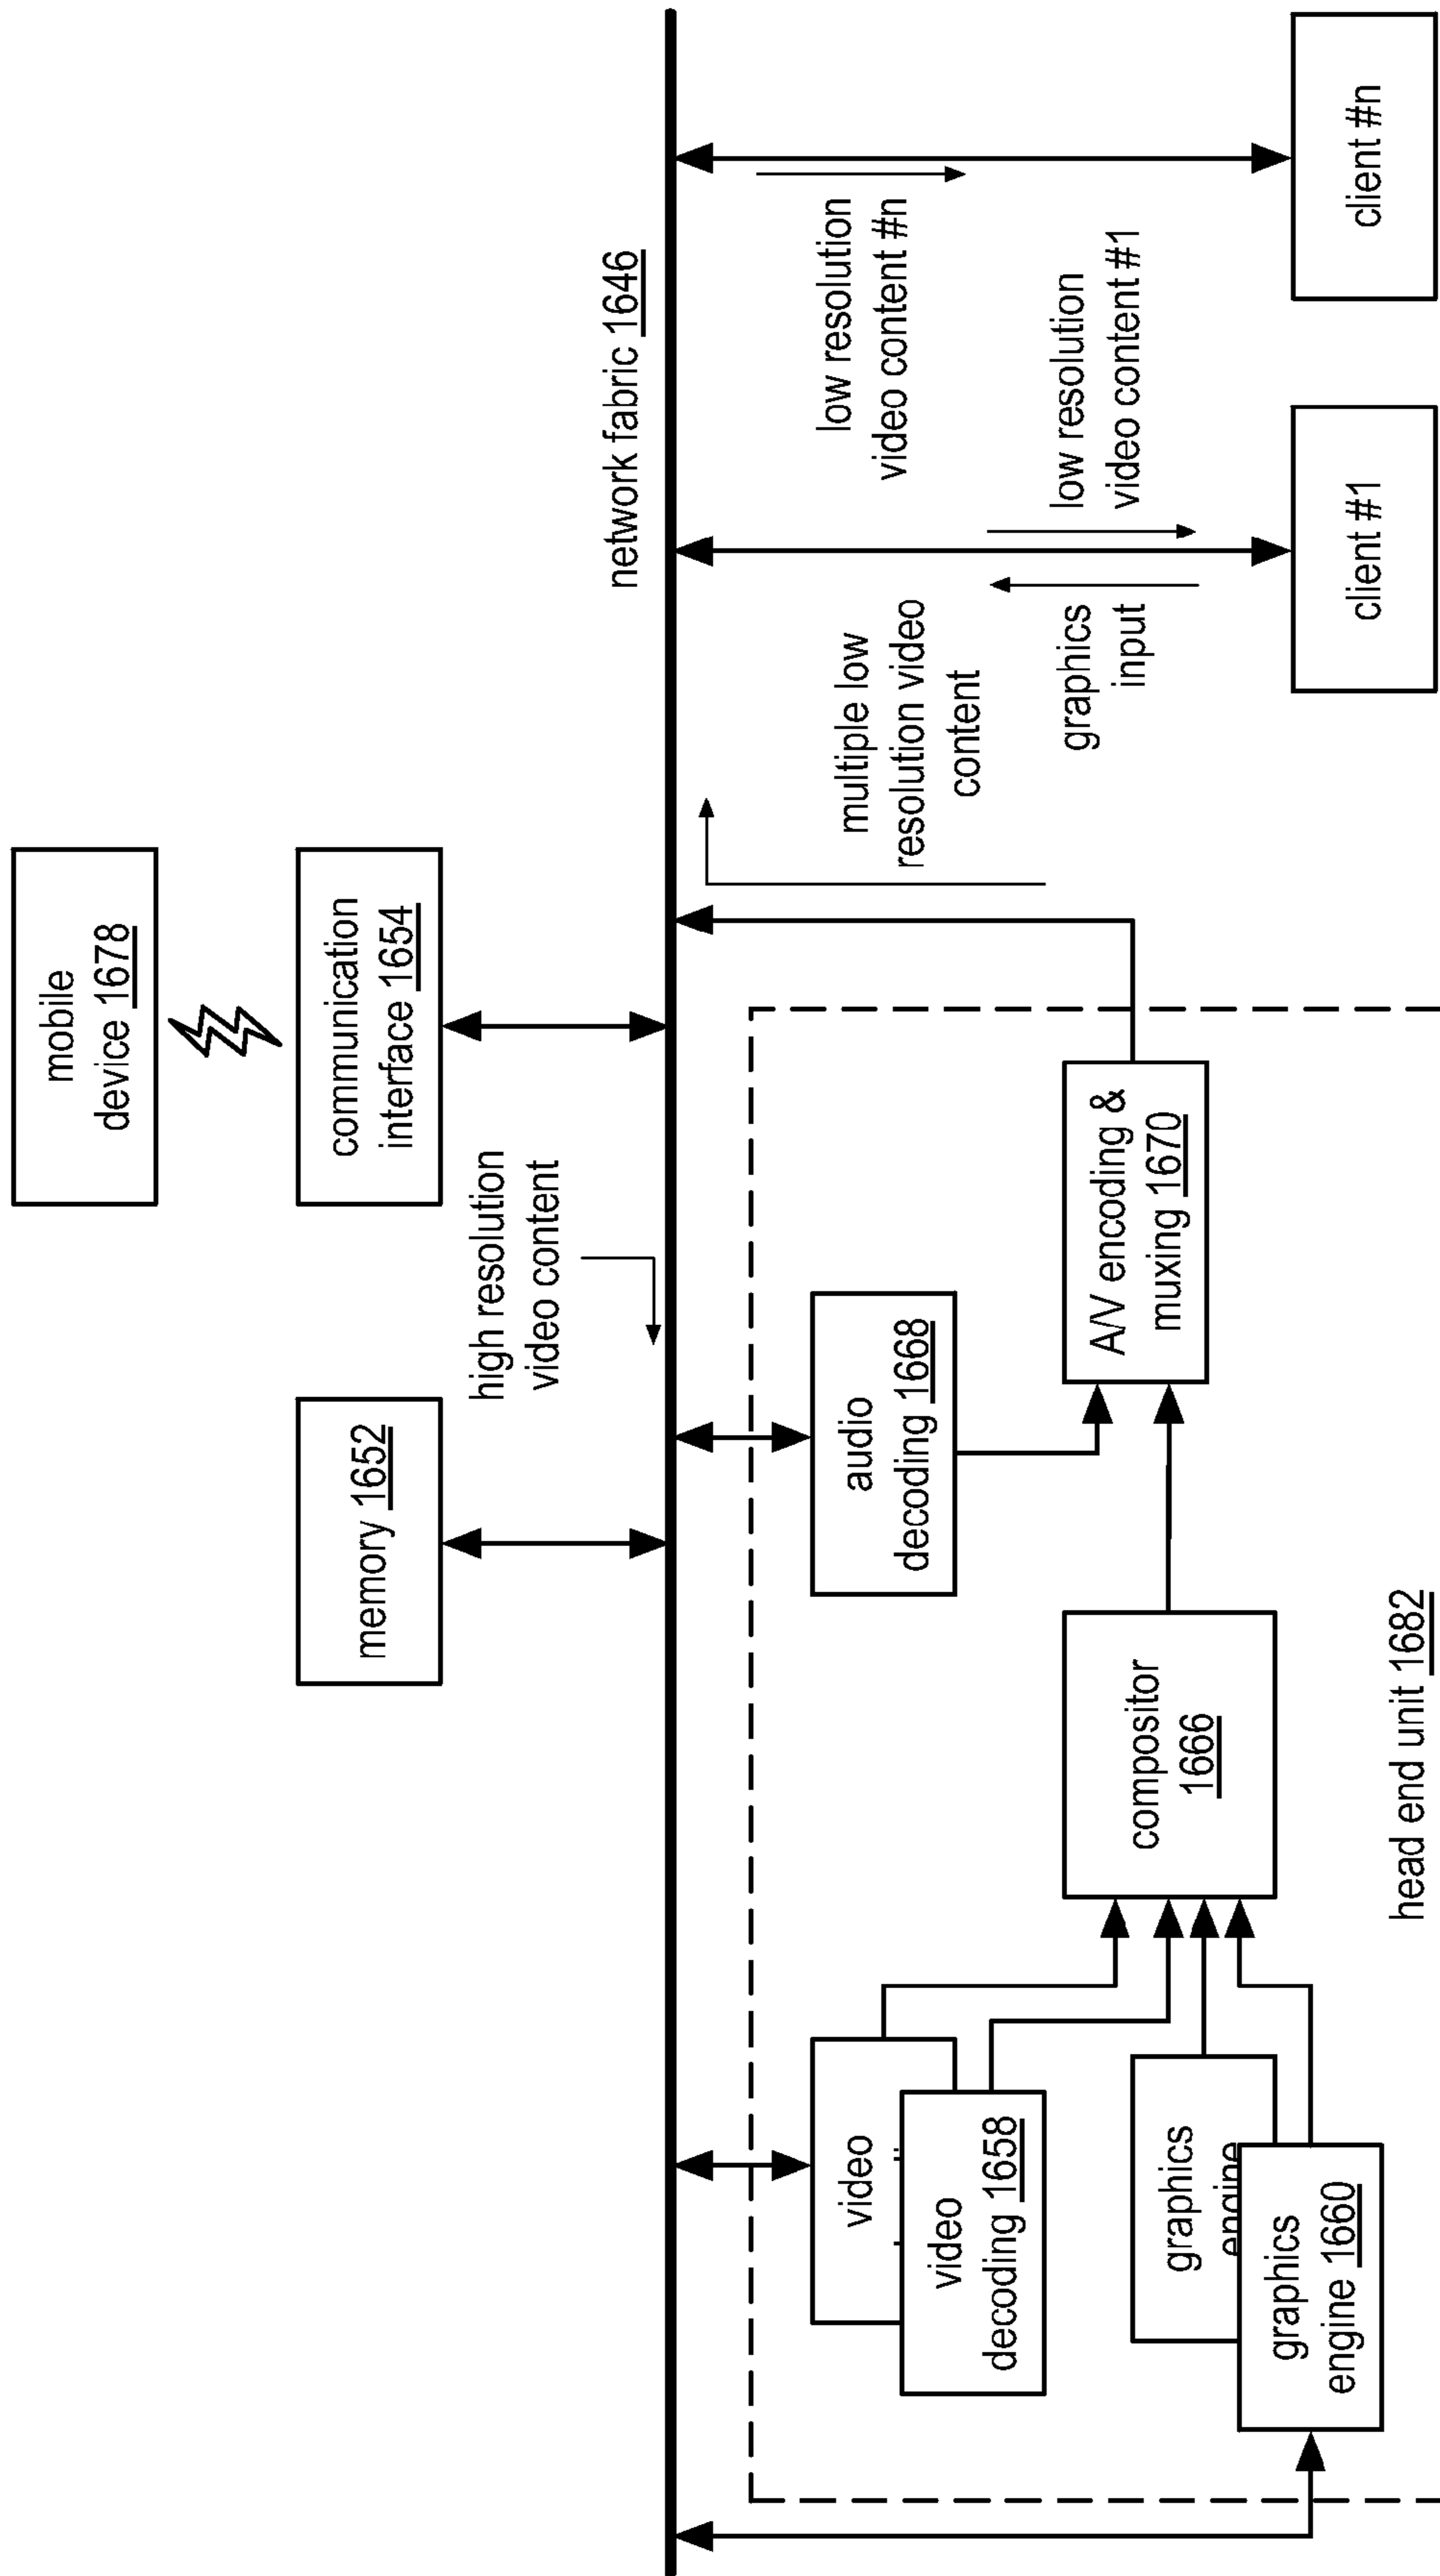 mobile
device 1678
memory 1652
communication
interface 1654
high resolution
video content
network fabric 1646
video
video
decoding 1658
audio
decoding 1668
graphics
engine
graphics
engine 1660
compositor
1666
A/V encoding &
muxing 1670
multiple low
resolution video
content
graphics
input
low resolution
video content #1
low resolution
video content #n
client #1
client #n
head end unit 1682